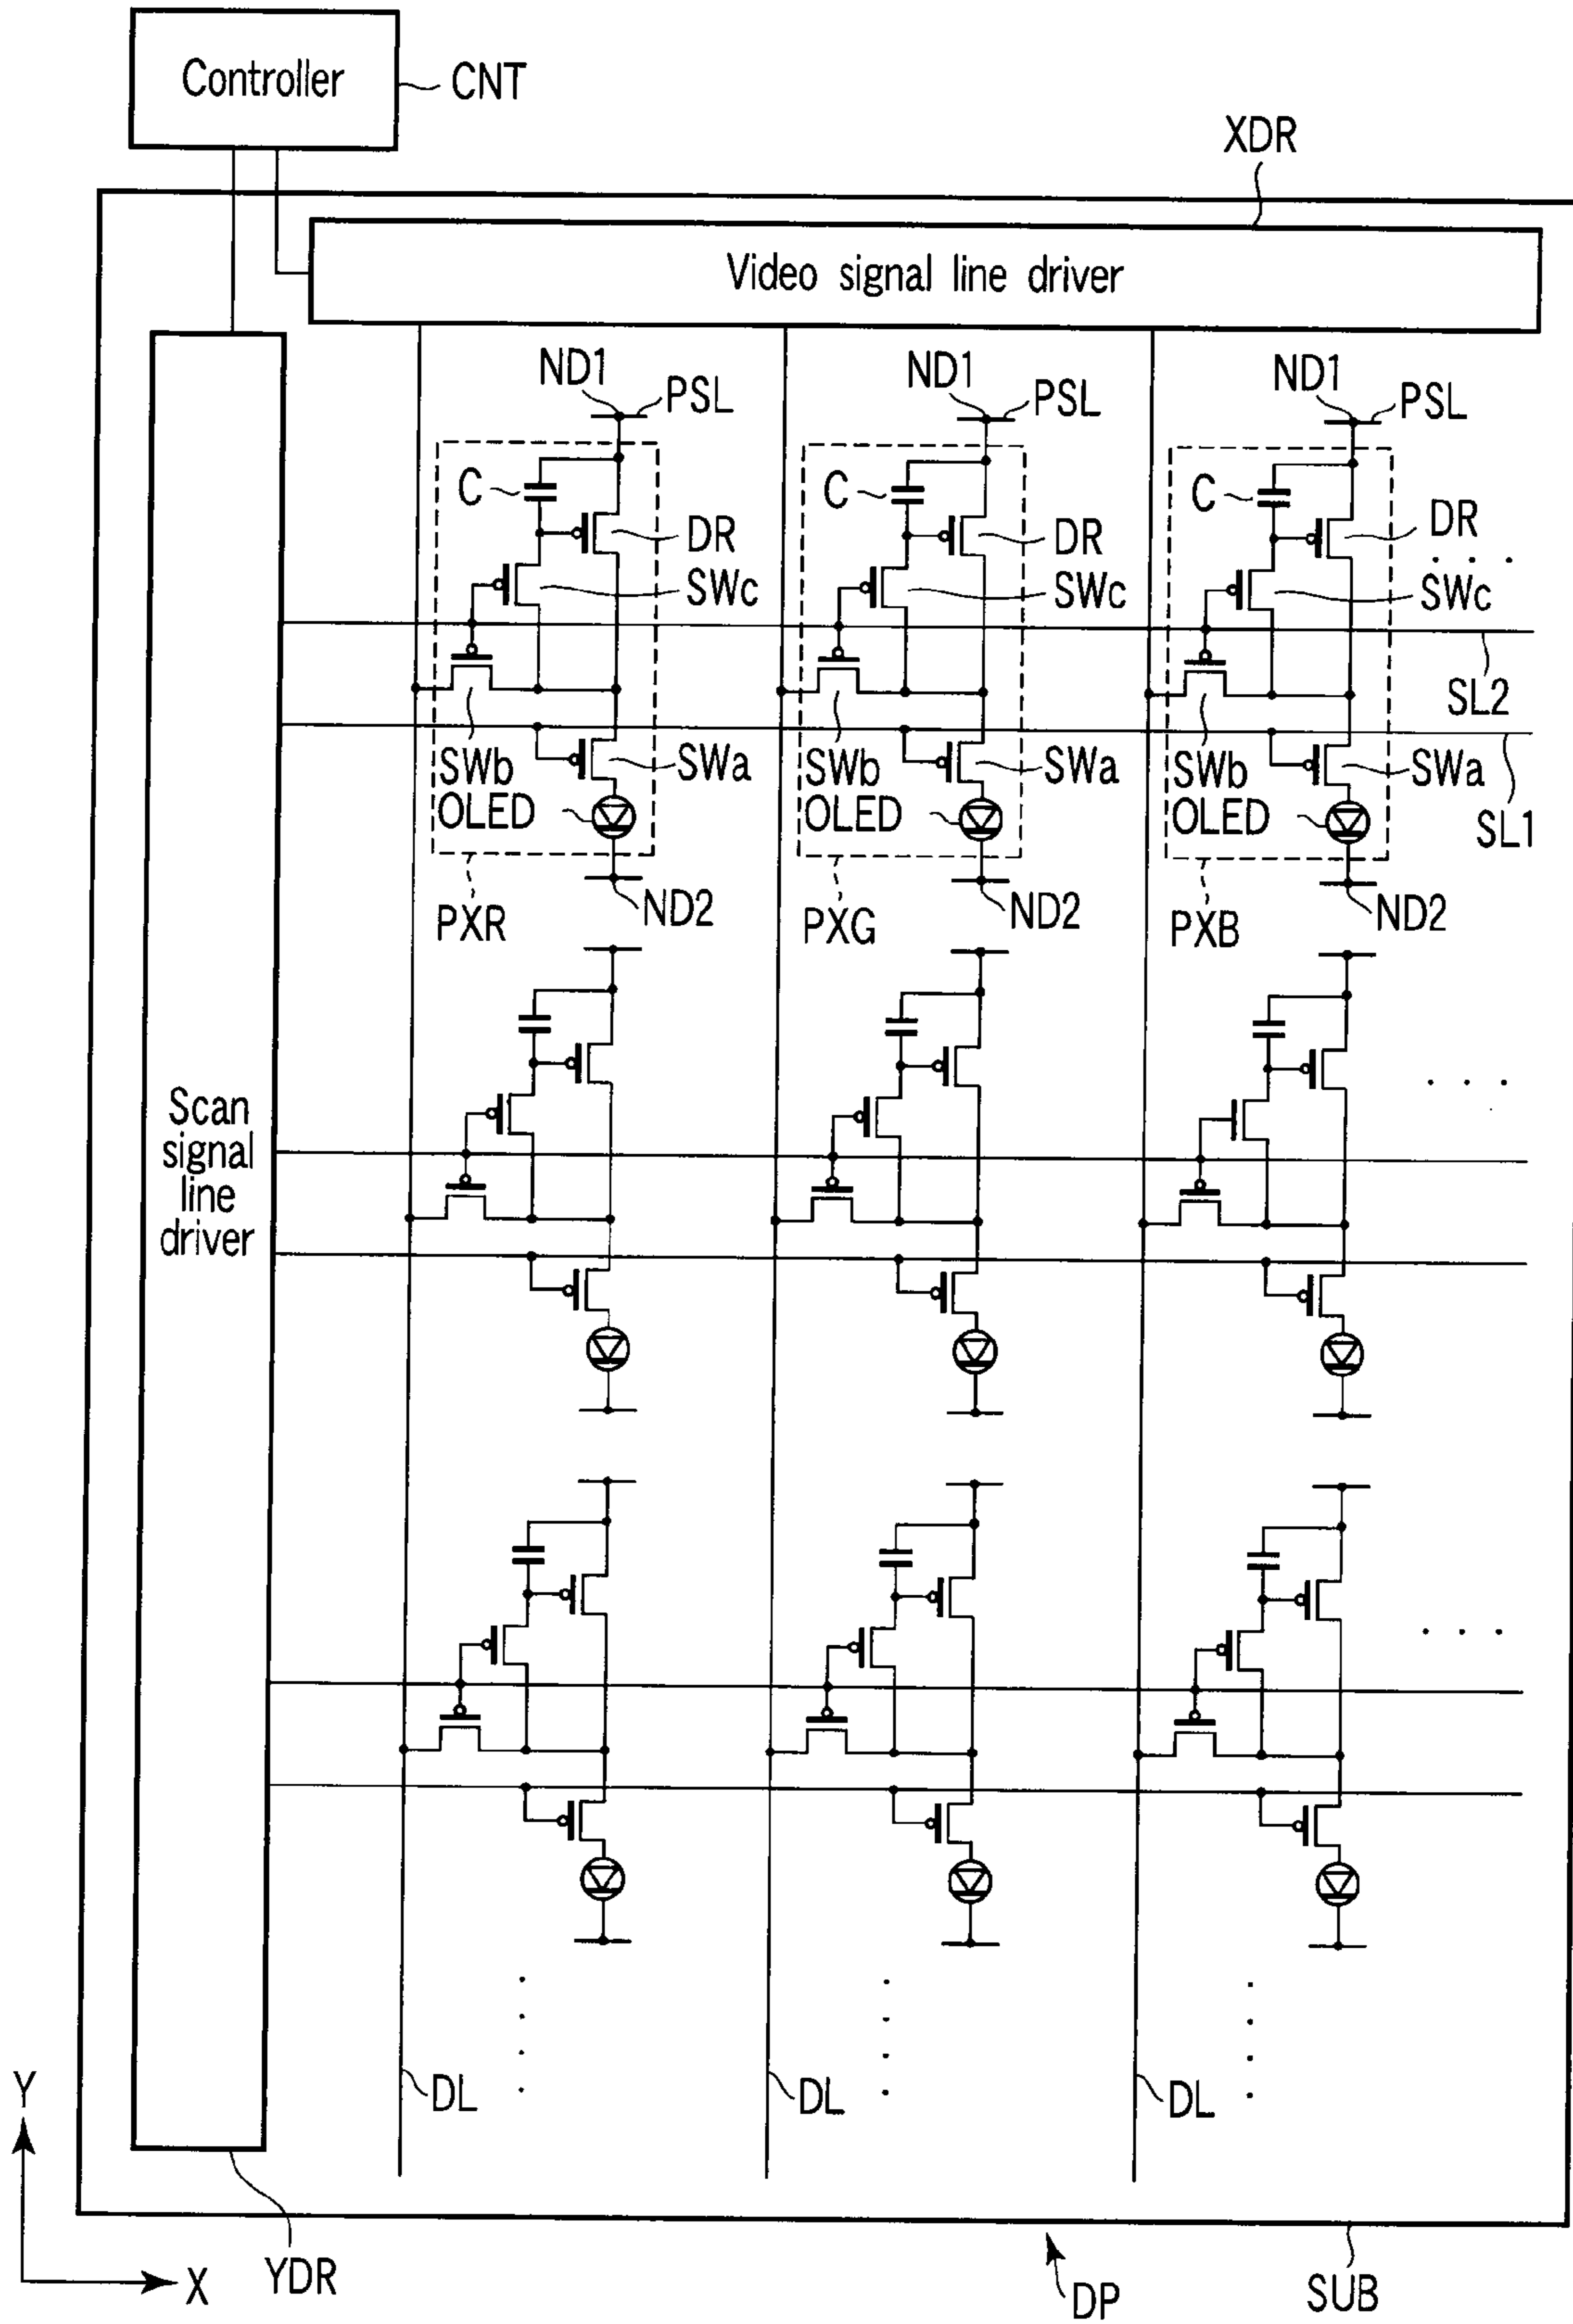 Controller
CNT
XDR
Video signal line driver
ND1
PSL
ND1
PSL
ND1
PSL
C
DR
C
DR
C
DR
SWc
SWc
SWc
SL2
SWb
SWa
SWb
SWa
SWb
SWa
OLED
OLED
OLED
SL1
PXR
ND2
PXG
ND2
PXB
ND2
Scan
signal
line
driver
DL
DL
DL
Y
X
YDR
DP
SUB